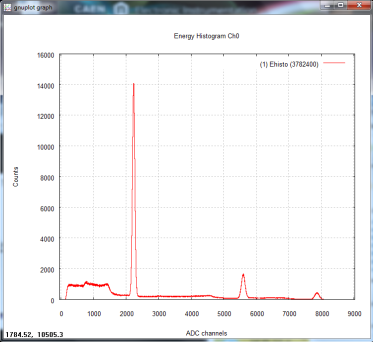 gnuplot graph
CAEN
Energy Histogram Ch0
(1) Ehisto (3782400)
16000
14000
12000
10000
8000
6000
4000
2000
0
Counts
0 1000 2000 3000 4000 5000 6000 7000 8000 9000
ADC channels
1784.52, 10505.3